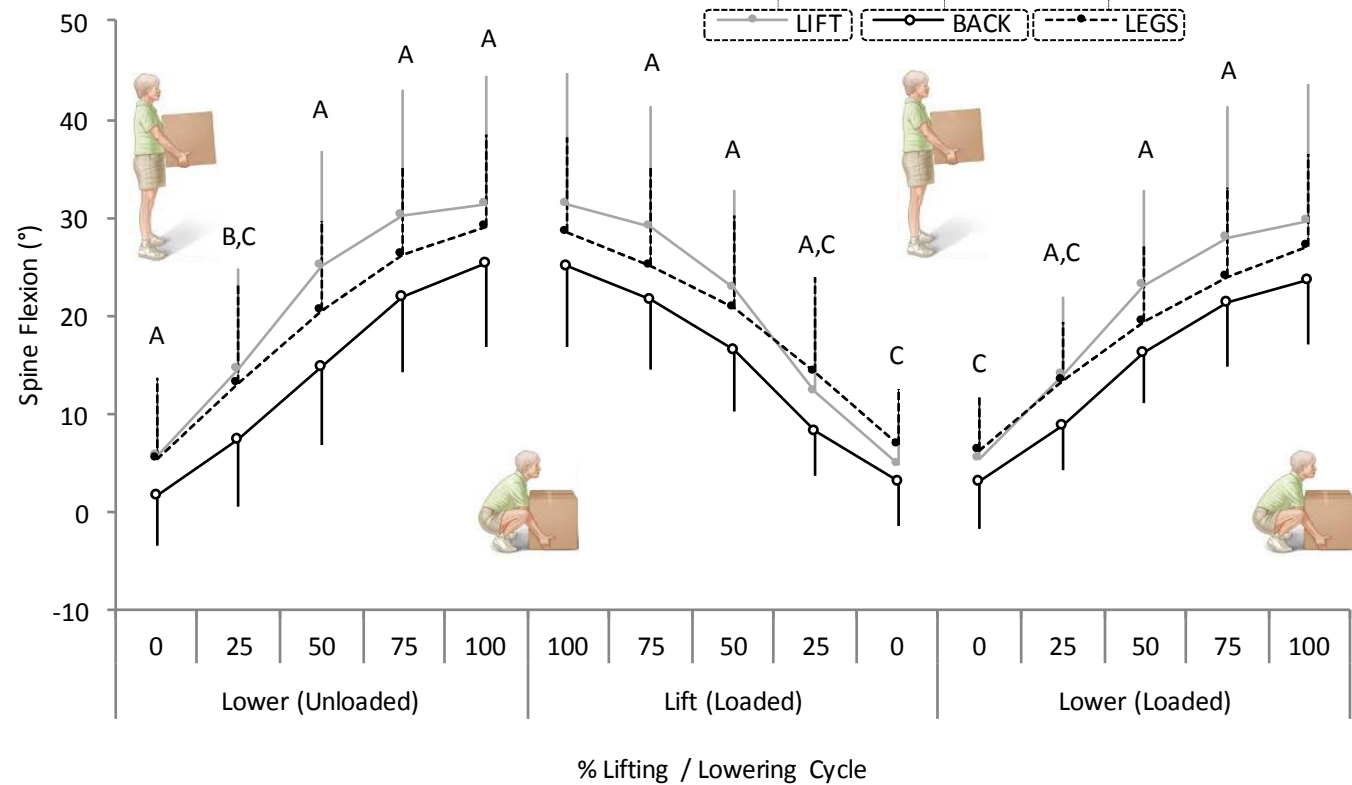 LIFT BACK LEGS
50
40
30
20
10
0
-10
Spine Flexion (°)
A B,C A A A
A A A,C C
C A,C A A
0 25 50 75 100 100 75 50 25 0 0 25 50 75 100
Lower (Unloaded) Lift (Loaded) Lower (Loaded)
% Lifting / Lowering Cycle